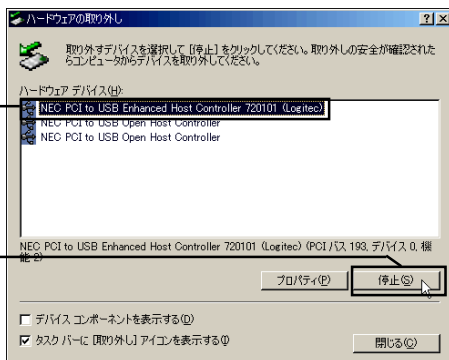 ハードウェアの取り外し
取り外すデバイスを選択して [停止] をクリックしてください。取り外しの安全が確認された
らコンピュータからデバイスを取り外してください。
ハードウェア デバイス(H):
NEC PCI to USB Enhanced Host Controller 720101 (Logitec)
NEC PCI to USB Open Host Controller
NEC PCI to USB Open Host Controller
NEC PCI to USB Enhanced Host Controller 720101 (Logitec) (PCI バス 193, デバイス 0, 機
能 2)
プロパティ(P)
停止(S)
デバイス コンポーネントを表示する(D)
タスク バーに [取り外し] アイコンを表示する(I)
閉じる(C)